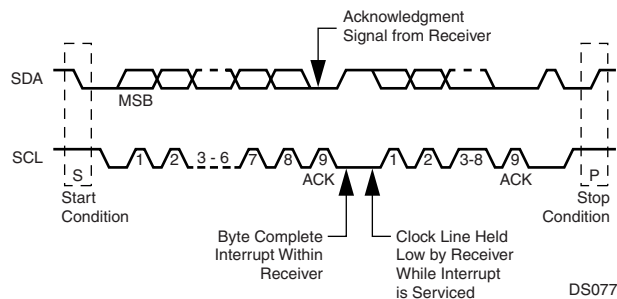 Acknowledgment
Signal from Receiver
SDA
MSB
SCL
S
1
2
3 - 6
7
8
9
1
2
3-8
9
P
ACK
ACK
Start
Condition
Stop
Condition
Byte Complete
Interrupt Within
Receiver
Clock Line Held
Low by Receiver
While Interrupt
is Serviced
DS077